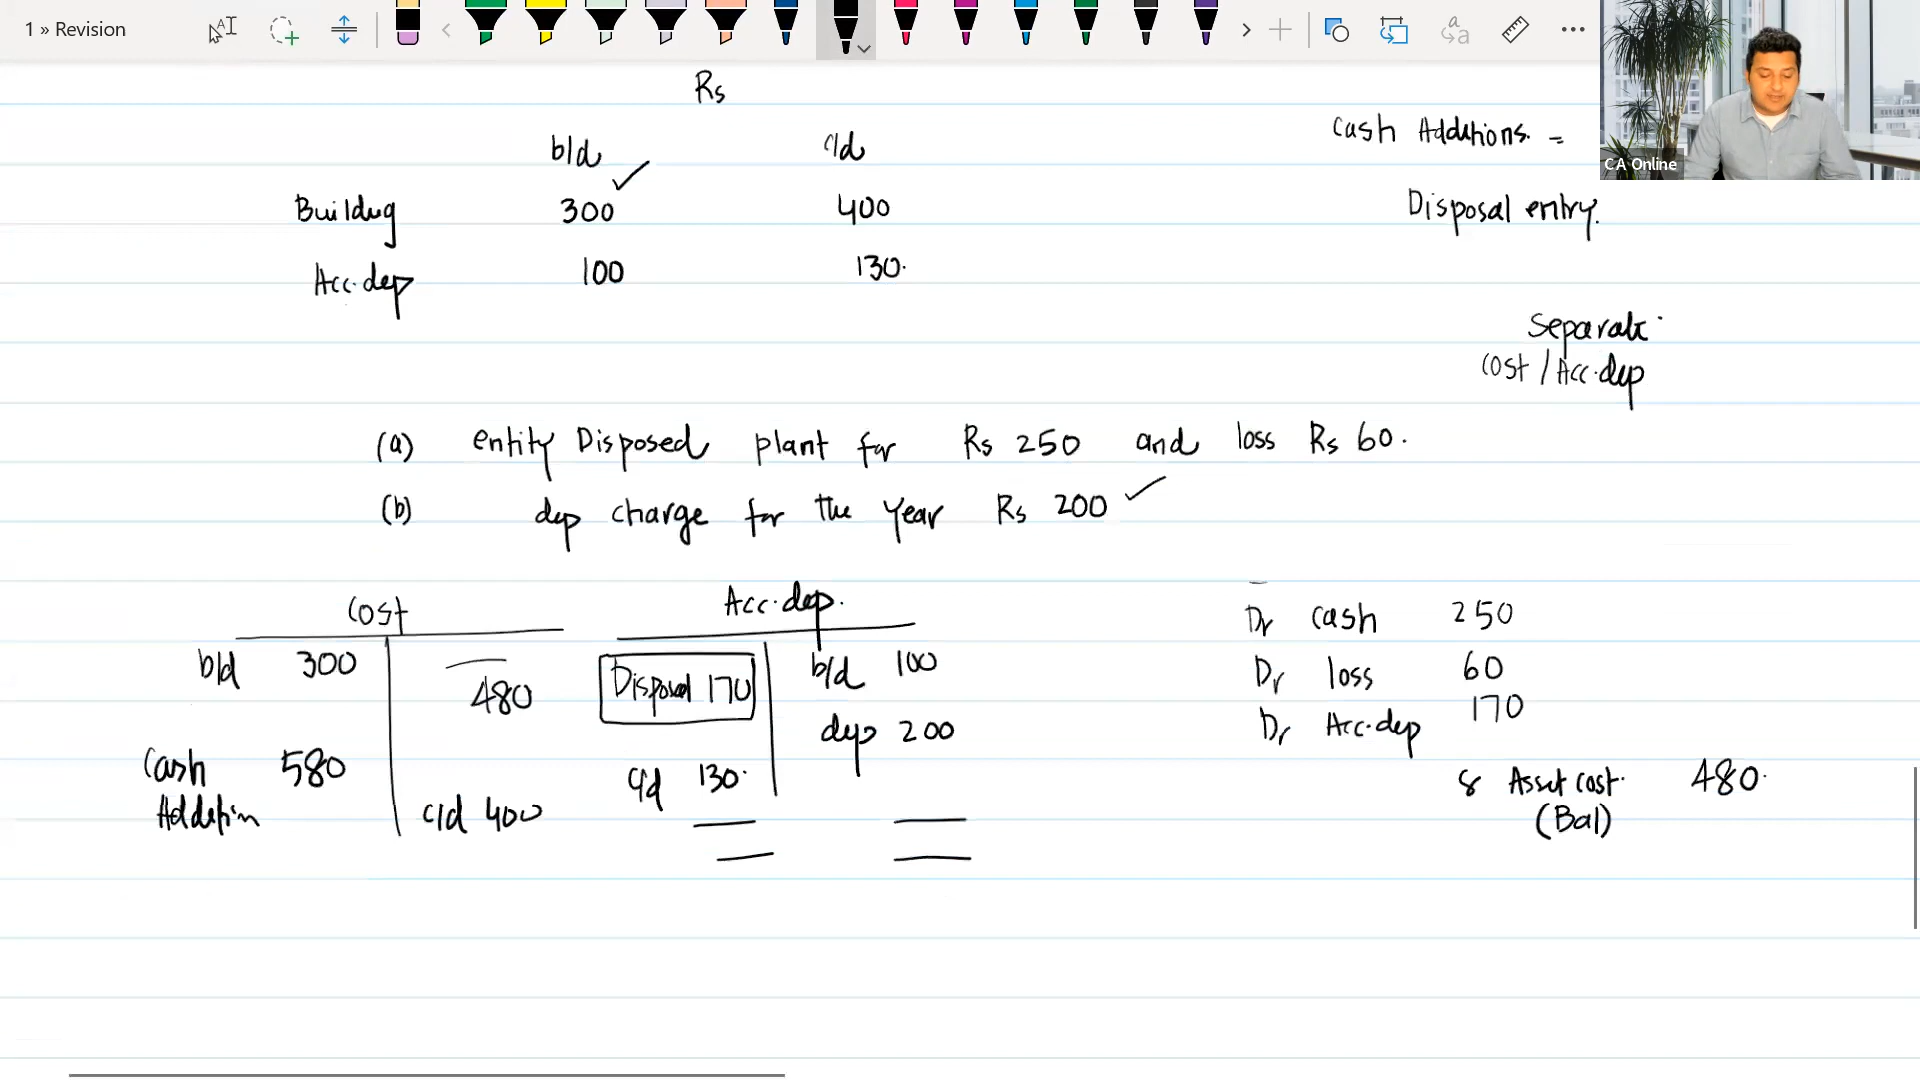 1 » Revision
Rs
b/d c/d
Building 300 400
Acc.dep 100 130.
Cash Additions. =
Disposal entry.
Separate
Cost / Acc.dep
CA Online
(a) entity Disposed plant for Rs 250 and loss Rs 60.
(b) dep charge for the year Rs 200
Cost
b/d 300
480
Cash 580
Addition
c/d 400
Acc.dep.
Disposal 170 b/d 100
dep 200
c/d 130.
Dr cash 250
Dr loss 60
Dr Acc.dep 170
Asset cost. 480.
(Bal)